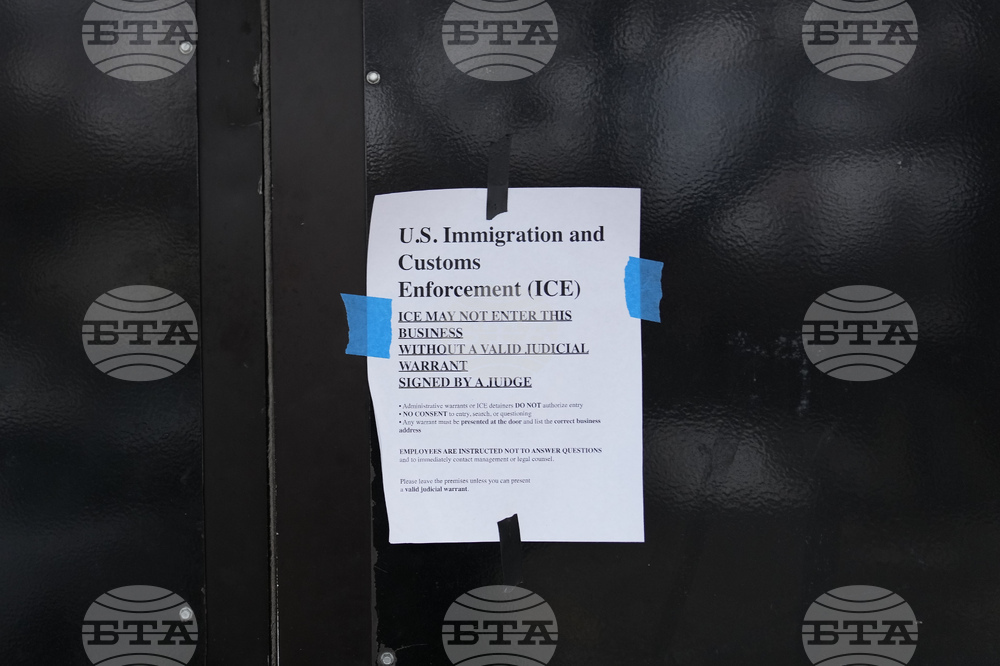 БТА БТА БТА
U.S. Immigration and
Customs
Enforcement (ICE)
ICE MAY NOT ENTER THIS
BUSINESS
WITHOUT A VALID JUDICIAL
WARRANT
SIGNED BY A JUDGE
• Administrative warrants or ICE detainers DO NOT authorize entry
• NO CONSENT to entry, search, or questioning
• Any warrant must be presented at the door and list the correct business
address
EMPLOYEES ARE INSTRUCTED NOT TO ANSWER QUESTIONS
and to immediately contact management or legal counsel.
Please leave the premises unless you can present
a valid judicial warrant.
БТА БТА
БТА БТА БТА